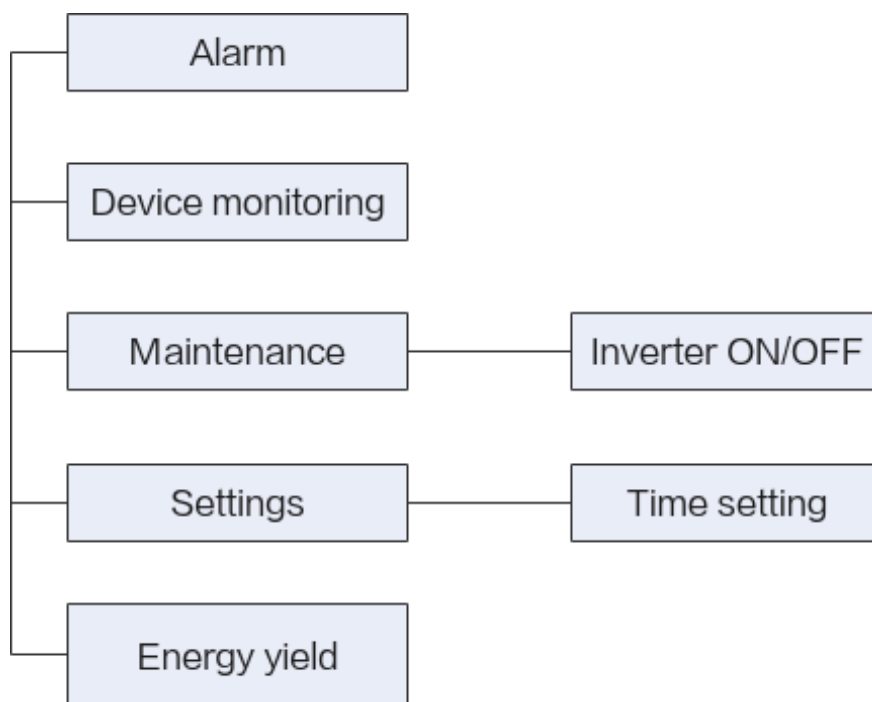 Alarm
Device monitoring
Maintenance
Inverter ON/OFF
Settings
Time setting
Energy yield